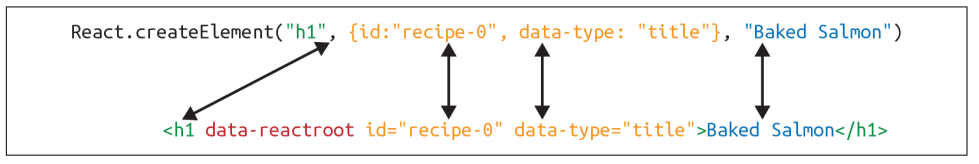 React.createElement("h1", {id:"recipe-0", data-type: "title"}, "Baked Salmon")
<h1 data-reactroot id="recipe-0" data-type="title">Baked Salmon</h1>